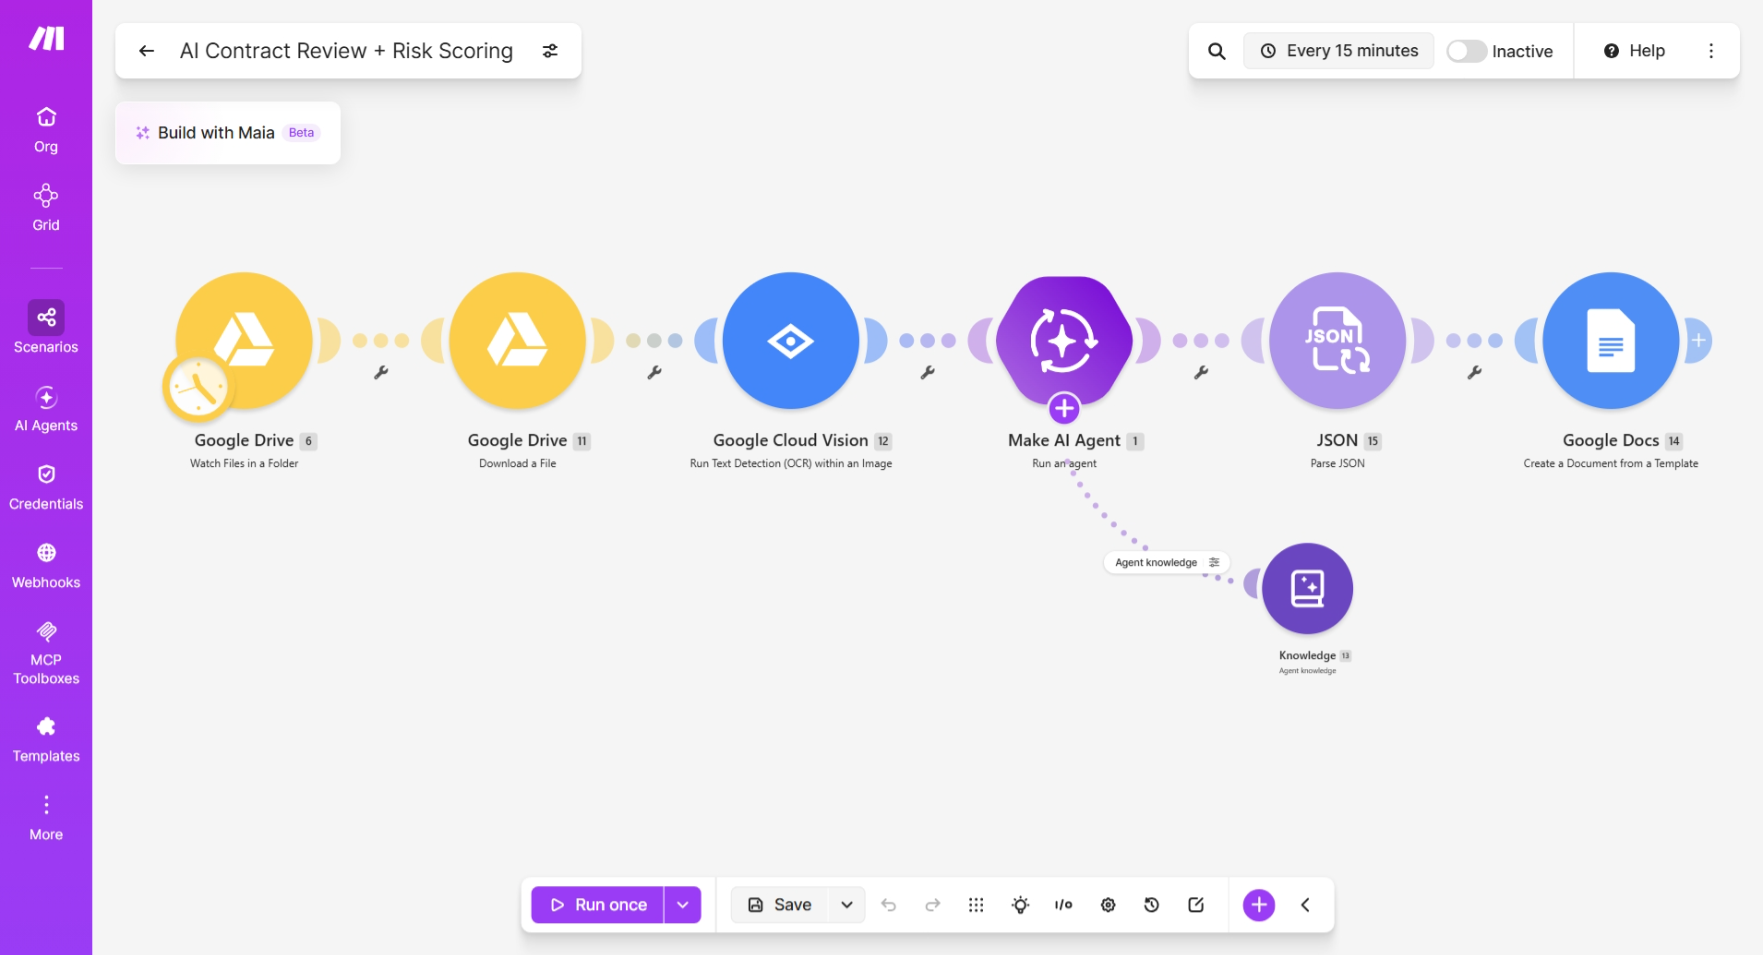 AI Contract Review + Risk Scoring
Every 15 minutes
Inactive
Help
Build with Maia Beta
Org
Grid
Scenarios
AI Agents
Credentials
Webhooks
MCP
Toolboxes
Templates
More
Google Drive 6
Watch Files in a Folder
Google Drive 11
Download a File
Google Cloud Vision 12
Run Text Detection (OCR) within an Image
Make AI Agent 1
Run an agent
JSON
JSON 15
Parse JSON
Google Docs 14
Create a Document from a Template
Agent knowledge
Knowledge 13
Agent knowledge
Run once
Save
I/O